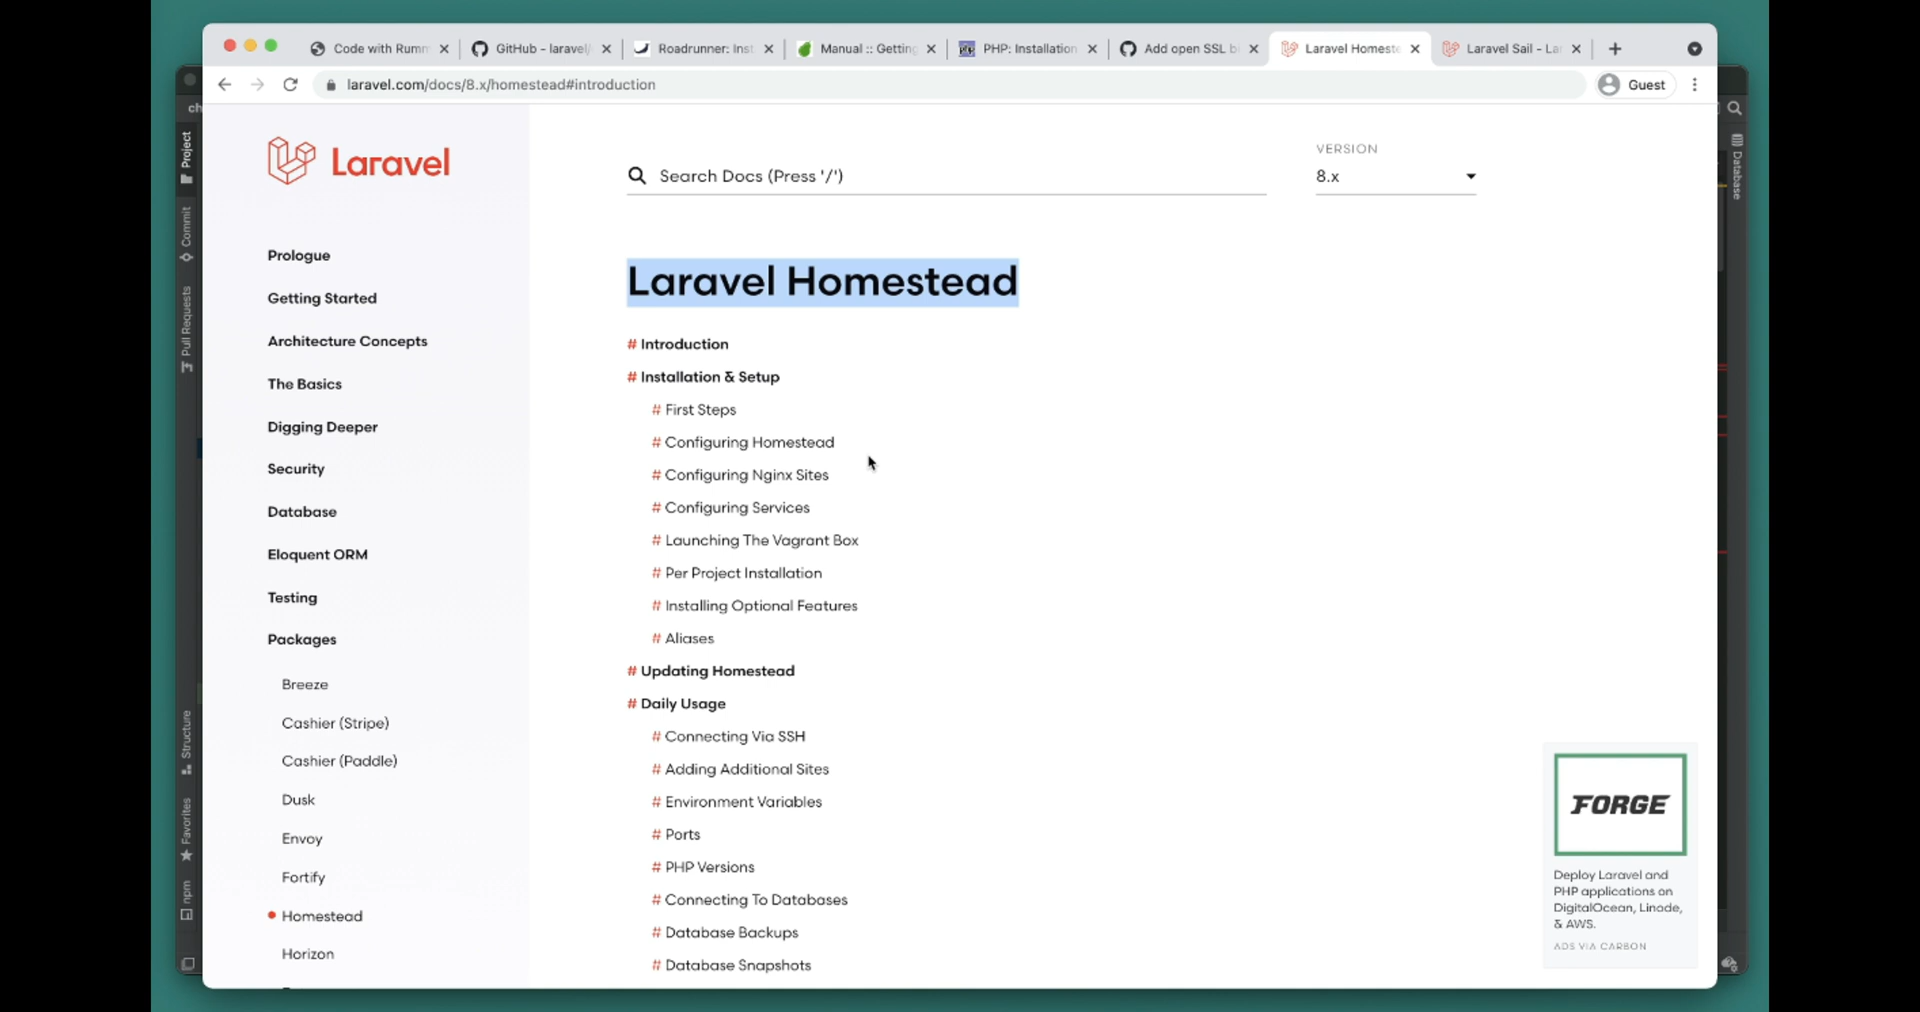 Code with Rumm
GitHub - laravel/
Roadrunner: Inst
Manual :: Getting
PHP: Installation
Add open SSL b
Laravel Homeste
Laravel Sail - La
laravel.com/docs/8.x/homestead#introduction
Guest
ch
Project
Commit
Pull Requests
Structure
Favorites
npm
Database
Laravel
Search Docs (Press '/')
VERSION
8.x
Prologue
Getting Started
Architecture Concepts
The Basics
Digging Deeper
Security
Database
Eloquent ORM
Testing
Packages
Breeze
Cashier (Stripe)
Cashier (Paddle)
Dusk
Envoy
Fortify
Homestead
Horizon
Laravel Homestead
# Introduction
# Installation & Setup
# First Steps
# Configuring Homestead
# Configuring Nginx Sites
# Configuring Services
# Launching The Vagrant Box
# Per Project Installation
# Installing Optional Features
# Aliases
# Updating Homestead
# Daily Usage
# Connecting Via SSH
# Adding Additional Sites
# Environment Variables
# Ports
# PHP Versions
# Connecting To Databases
# Database Backups
# Database Snapshots
FORGE
Deploy Laravel and
PHP applications on
DigitalOcean, Linode,
& AWS.
ADS VIA CARBON